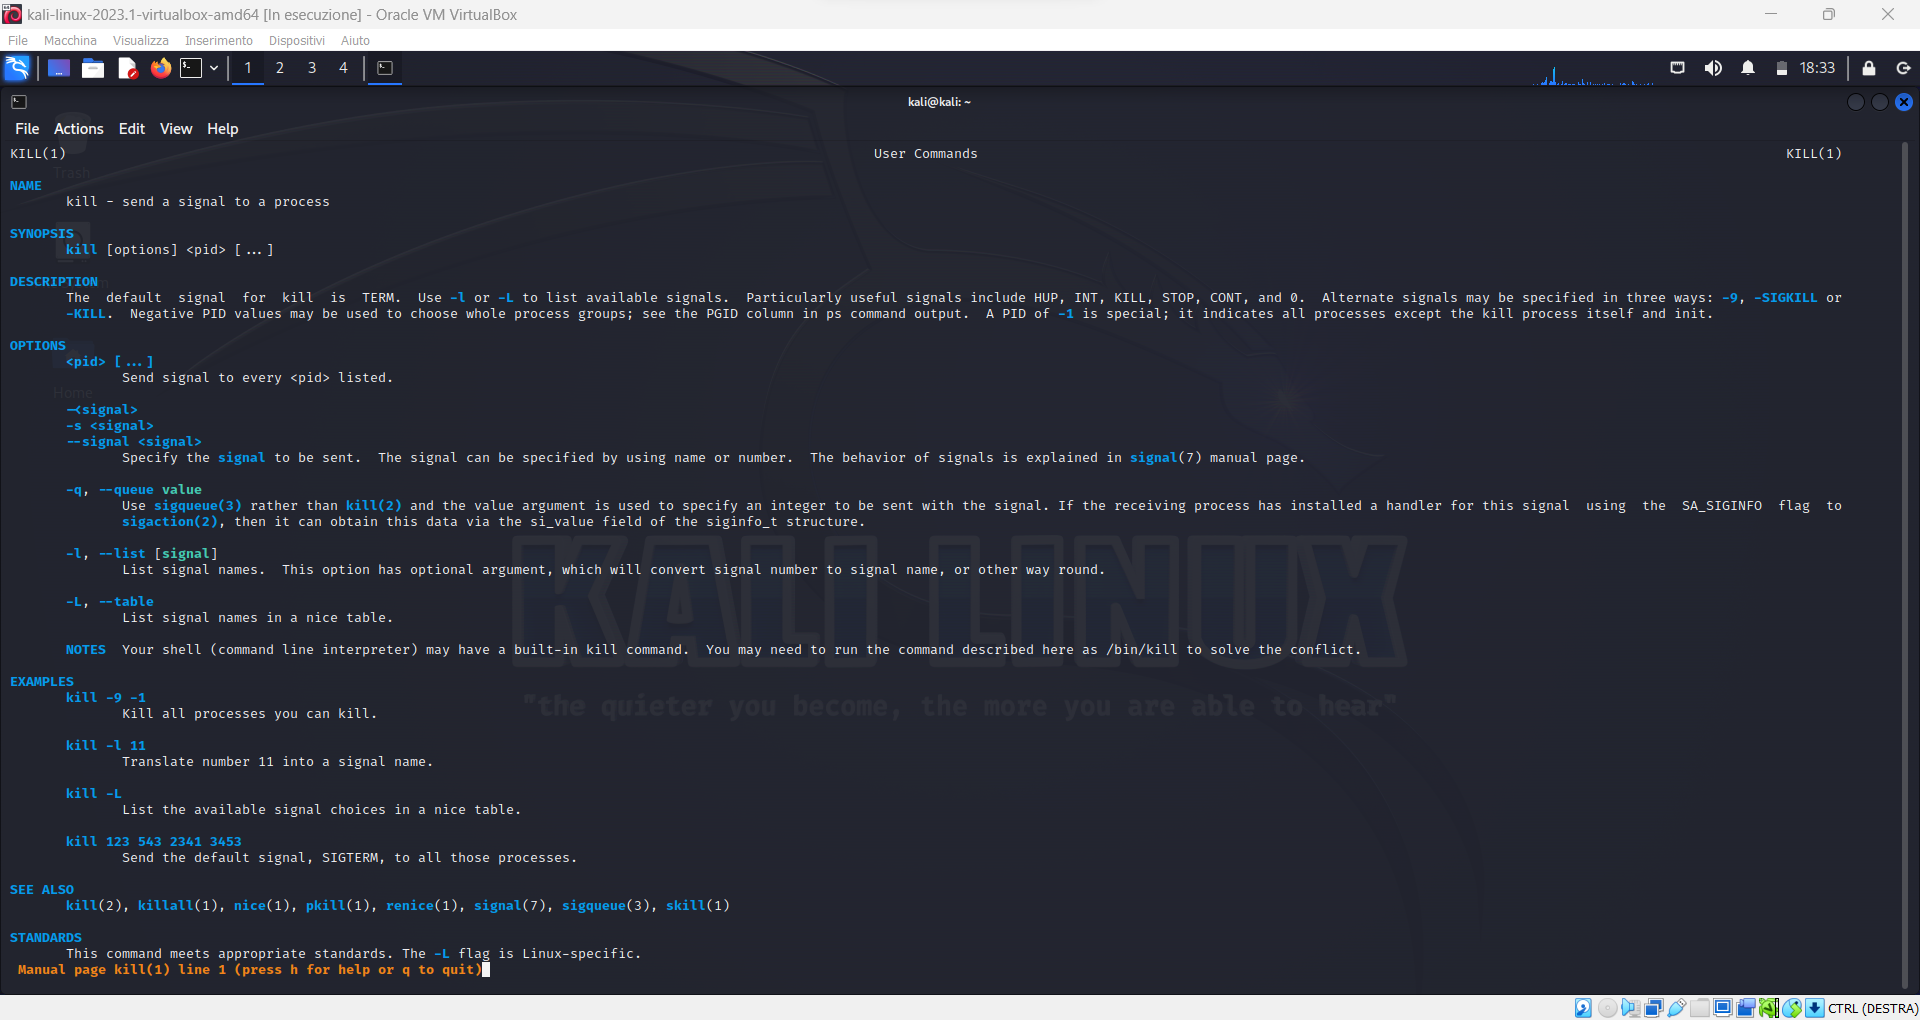 kali-linux-2023.1-virtualbox-amd64 [In esecuzione] - Oracle VM VirtualBox
File Macchina Visualizza Inserimento Dispositivi Aiuto
1 2 3 4 18:33
kali@kali: ~
File Actions Edit View Help
KILL(1) User Commands KILL(1)
Trash
NAME
kill - send a signal to a process
SYNOPSIS
kill [options] <pid> [...]
DESCRIPTION
The default signal for kill is TERM. Use -l or -L to list available signals. Particularly useful signals include HUP, INT, KILL, STOP, CONT, and 0. Alternate signals may be specified in three ways: -9, -SIGKILL or
-KILL. Negative PID values may be used to choose whole process groups; see the PGID column in ps command output. A PID of -1 is special; it indicates all processes except the kill process itself and init.
OPTIONS
<pid> [...]
Send signal to every <pid> listed.
Home
-<signal>
-s <signal>
--signal <signal>
Specify the signal to be sent. The signal can be specified by using name or number. The behavior of signals is explained in signal(7) manual page.
-q, --queue value
Use sigqueue(3) rather than kill(2) and the value argument is used to specify an integer to be sent with the signal. If the receiving process has installed a handler for this signal using the SA_SIGINFO flag to
sigaction(2), then it can obtain this data via the si_value field of the siginfo_t structure.
-l, --list [signal]
List signal names. This option has optional argument, which will convert signal number to signal name, or other way round.
-L, --table
List signal names in a nice table.
KALI LINUX
NOTES Your shell (command line interpreter) may have a built-in kill command. You may need to run the command described here as /bin/kill to solve the conflict.
EXAMPLES
kill -9 -1
Kill all processes you can kill.
"the quieter you become, the more you are able to hear"
kill -l 11
Translate number 11 into a signal name.
kill -L
List the available signal choices in a nice table.
kill 123 543 2341 3453
Send the default signal, SIGTERM, to all those processes.
SEE ALSO
kill(2), killall(1), nice(1), pkill(1), renice(1), signal(7), sigqueue(3), skill(1)
STANDARDS
This command meets appropriate standards. The -L flag is Linux-specific.
Manual page kill(1) line 1 (press h for help or q to quit)
CTRL (DESTRA)